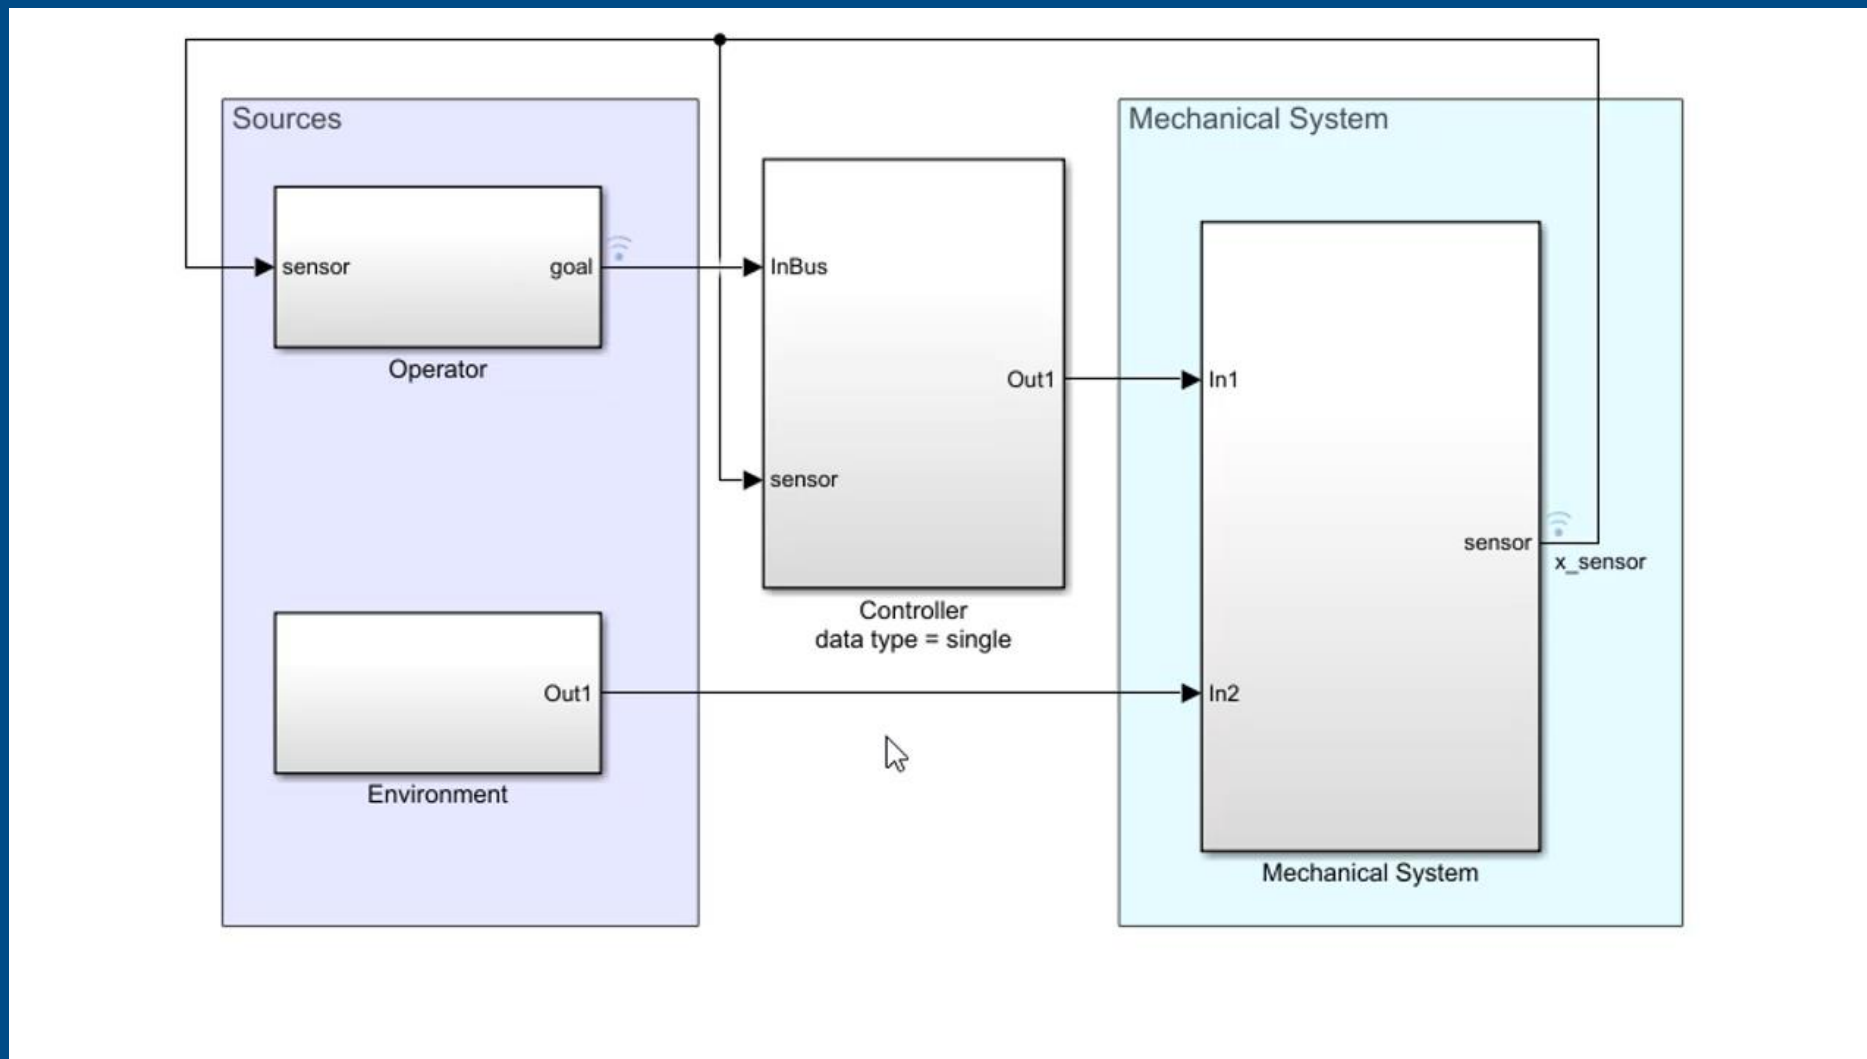 Sources
sensor
goal
Operator
Out1
Environment
InBus
sensor
Out1
Controller
data type = single
Mechanical System
In1
In2
sensor
x_sensor
Mechanical System